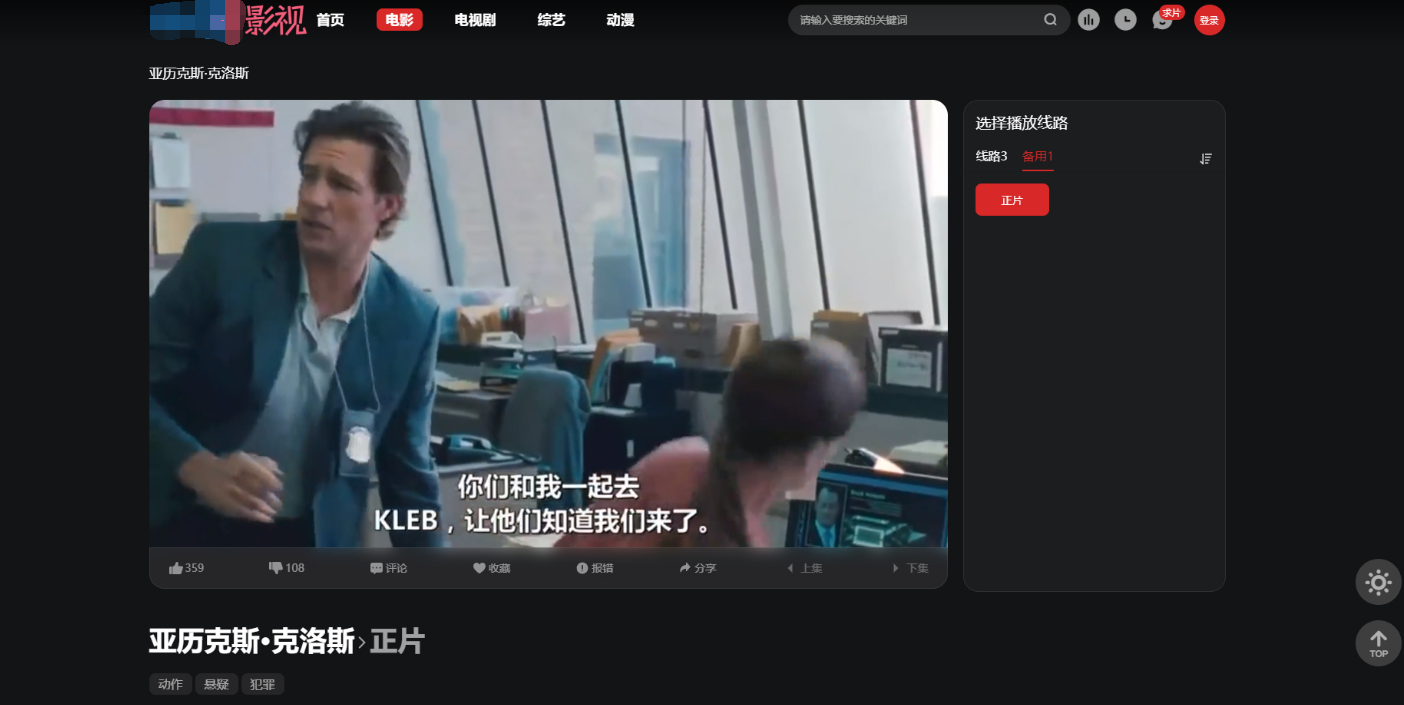 影视
首页
电影
电视剧
综艺
动漫
请输入要搜索的关键词
求片
登录
亚历克斯·克洛斯
选择播放线路
线路3
备用1
正片
你们和我一起去
KLEB，让他们知道我们来了。
359
108
评论
收藏
报错
分享
上集
下集
亚历克斯·克洛斯 › 正片
动作
悬疑
犯罪
TOP